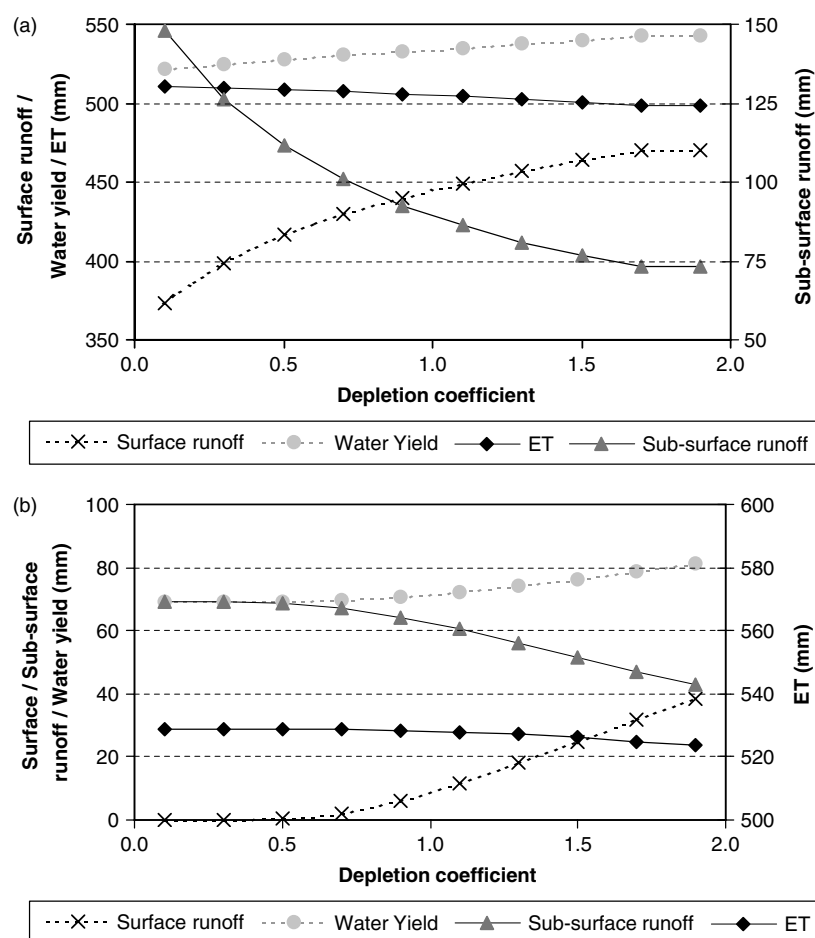 (a)
550
500
450
400
350
Surface runoff /
Water yield / ET (mm)
150
125
100
75
50
Sub-surface runoff (mm)
0.0 0.5 1.0 1.5 2.0
Depletion coefficient
Surface runoff Water Yield ET Sub-surface runoff
(b)
100
80
60
40
20
0
Surface / Sub-surface
runoff / Water yield (mm)
600
580
560
540
520
500
ET (mm)
0.0 0.5 1.0 1.5 2.0
Depletion coefficient
Surface runoff Water Yield Sub-surface runoff ET